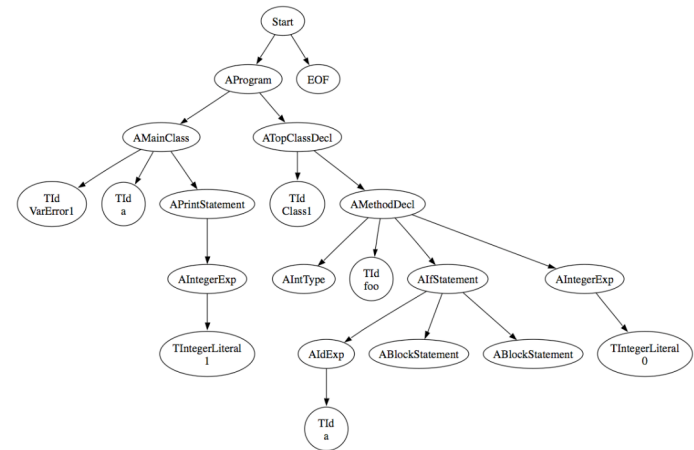 Start
AProgram
EOF
AMainClass
ATopClassDecl
TId
VarError1
TId
a
APrintStatement
TId
Class1
AMethodDecl
AIntegerExp
AIntType
TId
foo
AIfStatement
AIntegerExp
TIntegerLiteral
1
AIdExp
ABlockStatement
ABlockStatement
TIntegerLiteral
0
TId
a